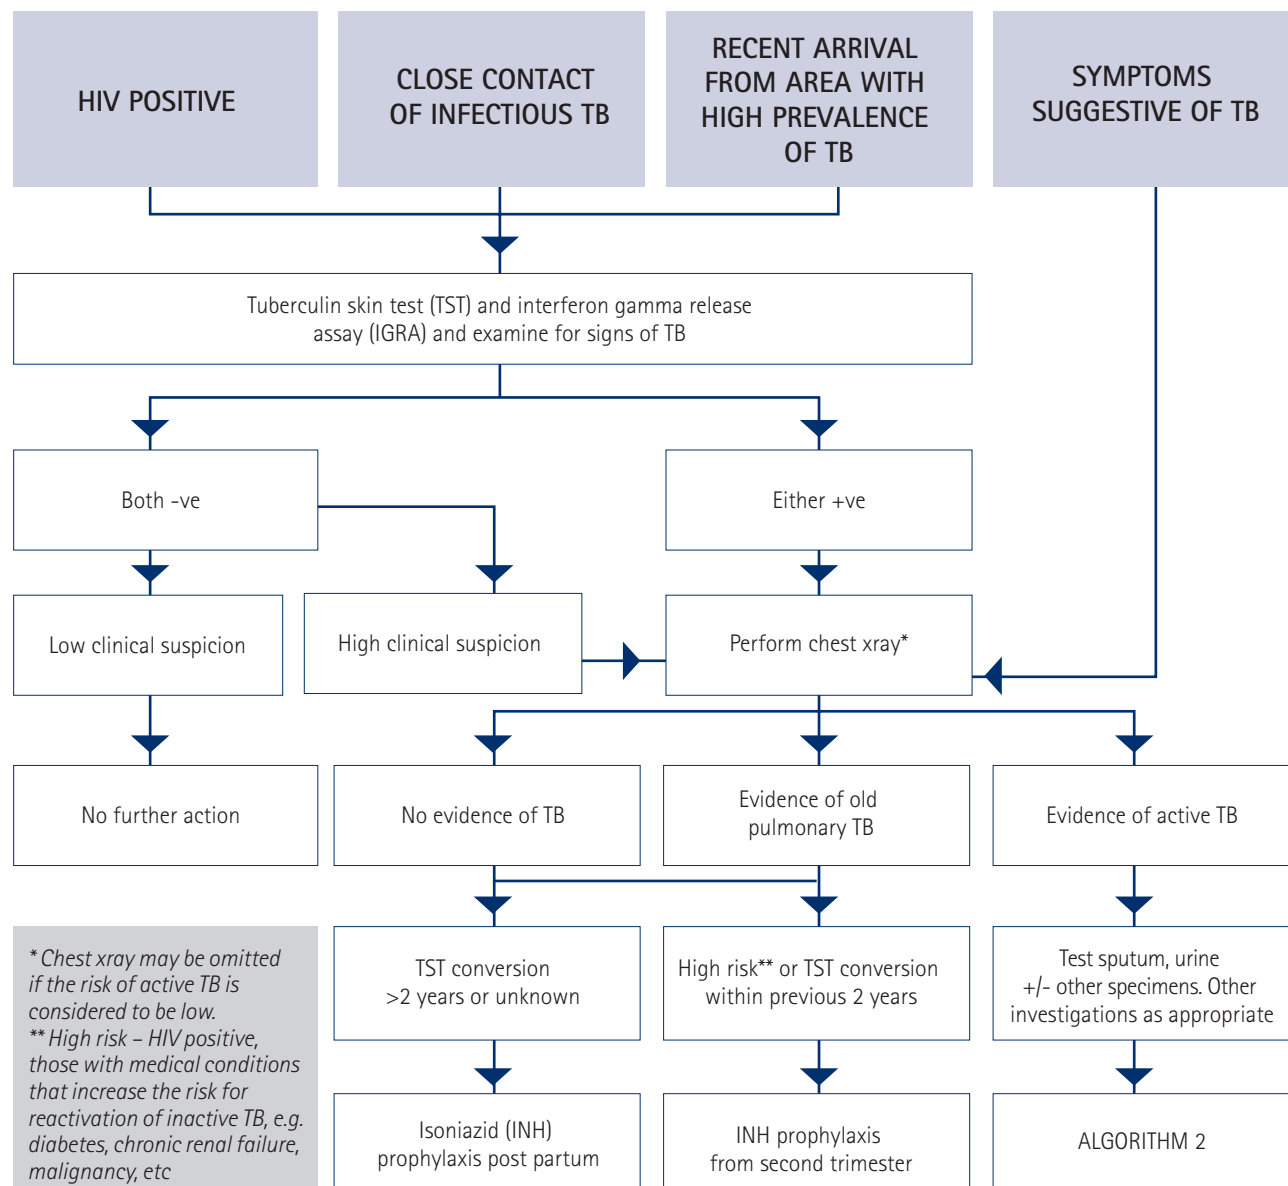 HIV POSITIVE
CLOSE CONTACT
OF INFECTIOUS TB
RECENT ARRIVAL
FROM AREA WITH
HIGH PREVALENCE
OF TB
SYMPTOMS
SUGGESTIVE OF TB
Tuberculin skin test (TST) and interferon gamma release
assay (IGRA) and examine for signs of TB
Both -ve
Either +ve
Low clinical suspicion
High clinical suspicion
Perform chest xray*
No further action
No evidence of TB
Evidence of old
pulmonary TB
Evidence of active TB
* Chest xray may be omitted
if the risk of active TB is
considered to be low.
** High risk – HIV positive,
those with medical conditions
that increase the risk for
reactivation of inactive TB, e.g.
diabetes, chronic renal failure,
malignancy, etc
TST conversion
>2 years or unknown
High risk** or TST conversion
within previous 2 years
Test sputum, urine
+/- other specimens. Other
investigations as appropriate
Isoniazid (INH)
prophylaxis post partum
INH prophylaxis
from second trimester
ALGORITHM 2